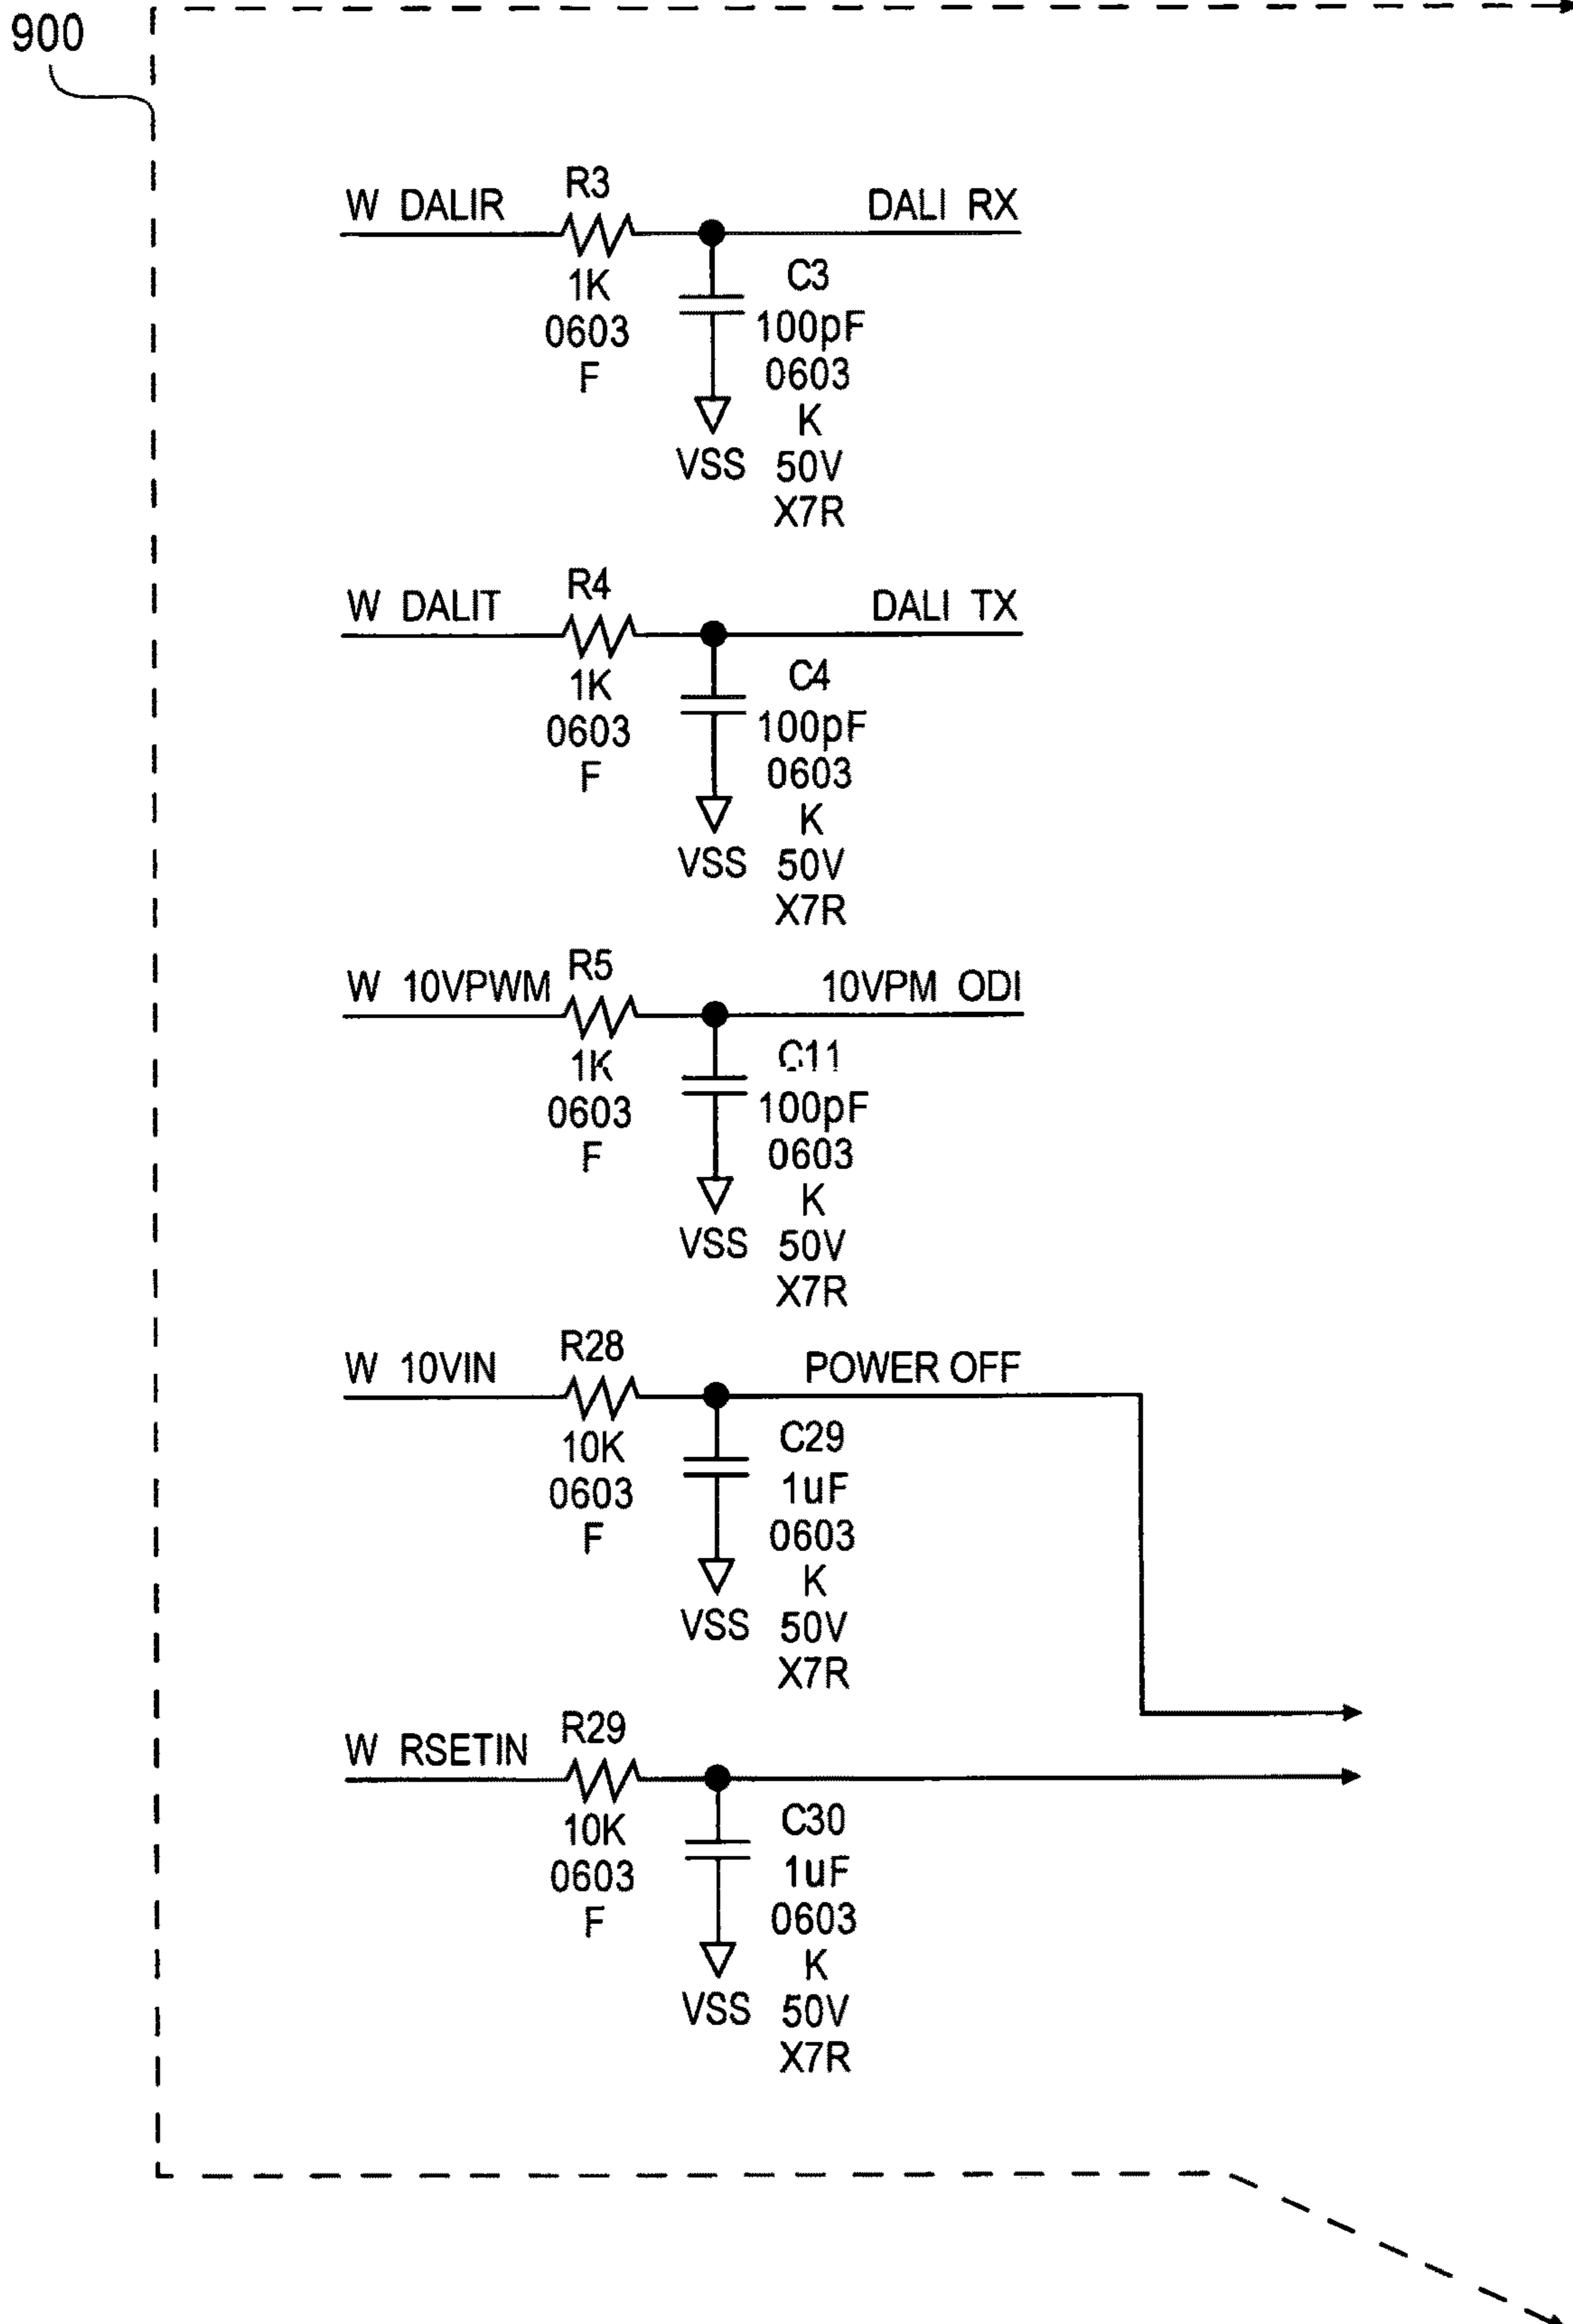 900
W DALIR
R3
DALI RX
1K
0603
F
C3
100pF
0603
K
50V
X7R
VSS
W DALIT
R4
DALI TX
1K
0603
F
C4
100pF
0603
K
50V
X7R
VSS
W 10VPWM
R5
10VPM ODI
1K
0603
F
C11
100pF
0603
K
50V
X7R
VSS
W 10VIN
R28
POWER OFF
10K
0603
F
C29
1uF
0603
K
50V
X7R
VSS
W RSETIN
R29
10K
0603
F
C30
1uF
0603
K
50V
X7R
VSS